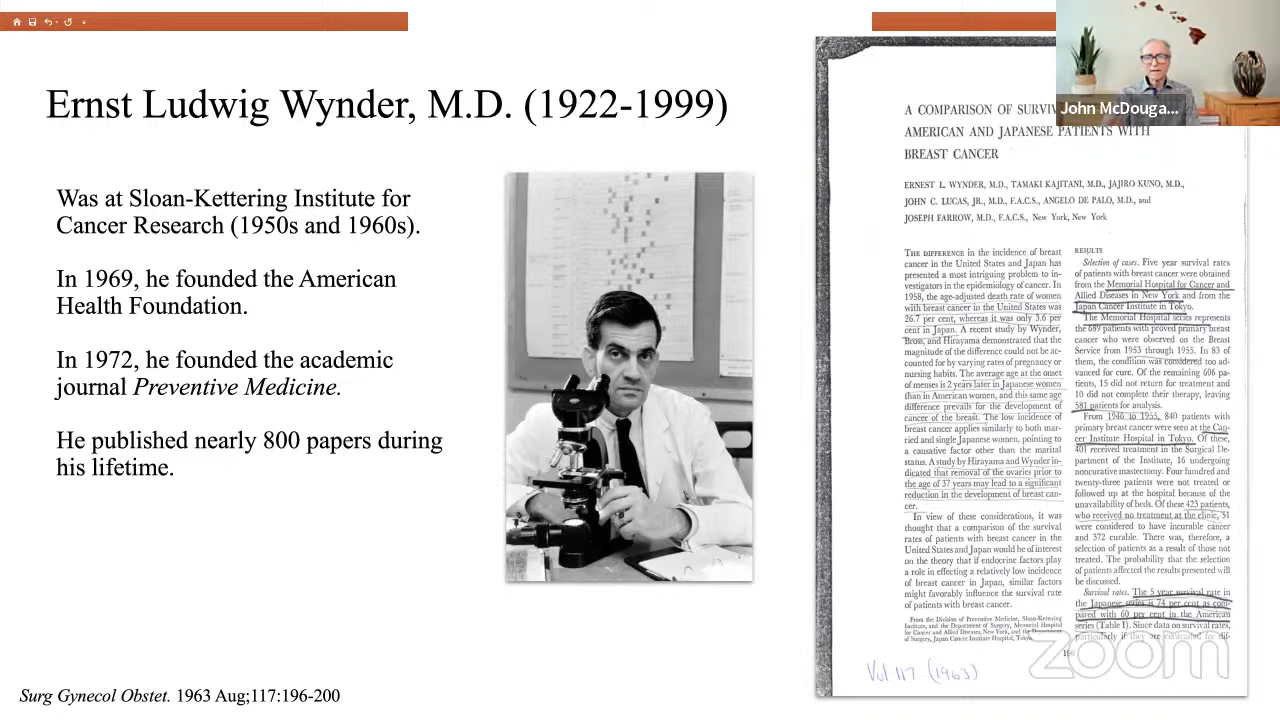 Ernst Ludwig Wynder, M.D. (1922-1999)
Was at Sloan-Kettering Institute for
Cancer Research (1950s and 1960s).
In 1969, he founded the American
Health Foundation.
In 1972, he founded the academic
journal Preventive Medicine.
He published nearly 800 papers during
his lifetime.
Surg Gynecol Obstet. 1963 Aug;117:196-200
John McDouga...
A COMPARISON OF
AMERICAN AND JAPANESE PATIENTS WITH
BREAST CANCER
ERNEST L. WYNDER, M.D., TAMAKI KAJITANI, M.D., JAJIRO KUNO, M.D.,
JOHN C. LUCAS, JR., M.D., F.A.C.S., ANGELO DE PALO, M.D., and
JOSEPH FARROW, M.D., F.A.C.S., New York, New York
THE DIFFERENCE in the incidence of breast
cancer in the United States and Japan has
presented a most intriguing problem to in-
vestigators in the epidemiology of cancer. In
1958, the age-adjusted death rate of women
with breast cancer in the United States was
26.7 per cent, whereas it was only 3.6 per
cent in Japan. A recent study by Wynder,
Bross, and Hirayama demonstrated that the
magnitude of the difference could not be ac-
counted for by varying rates of pregnancy or
nursing habits. The average age at the onset
of menses is 2 years later in Japanese women
than in American women, and this same age
difference prevails for the development of
cancer of the breast. The low incidence of
breast cancer applies similarly to both mar-
ried and single Japanese women, pointing to
a causative factor other than the marital
status. A study by Hirayama and Wynder in-
dicated that removal of the ovaries prior to
the age of 37 years may lead to a significant
reduction in the development of breast can-
cer.
In view of these considerations, it was
thought that a comparison of the survival
rates of patients with breast cancer in the
United States and Japan would be of interest
on the theory that if endocrine factors play
a role in effecting a relatively low incidence
of breast cancer in Japan, similar factors
might favorably influence the survival rate
of patients with breast cancer.
From the Division of Preventive Medicine, Sloan-Kettering
Institute, and the Department of Surgery, Memorial Hospital
for Cancer and Allied Diseases, New York, and the Department
of Surgery, Japan Cancer Institute Hospital, Tokyo
RESULTS
Selection of cases. Five year survival rates
of patients with breast cancer were obtained
from the Memorial Hospital for Cancer and
Allied Diseases in New York and from the
Japan Cancer Institute in Tokyo.
The Memorial Hospital series represents
the 689 patients with proved primary breast
cancer who were observed on the Breast
Service from 1953 through 1955. In 83 of
them, the condition was considered too ad-
vanced for cure. Of the remaining 606 pa-
tients, 15 did not return for treatment and
10 did not complete their therapy, leaving
581 patients for analysis.
From 1946 to 1955, 840 patients with
primary breast cancer were seen at the Can-
cer Institute Hospital in Tokyo. Of these,
401 received treatment in the Surgical De-
partment of the Institute, 16 undergoing
noncurative mastectomy. Four hundred and
twenty-three patients were not treated or
followed up at the hospital because of the
unavailability of beds. Of these 423 patients,
who received no treatment at the clinic, 51
were considered to have incurable cancer
and 372 curable. There was, therefore, a
selection of patients as a result of those not
treated. The probability that the selection
of patients affected the results presented will
be discussed.
Survival rates. The 5 year survival rate in
the Japanese series is 74 per cent as com-
pared with 60 per cent in the American
series (Table I). Since data on survival rates,
particularly if they are for dif-
196
zoom
Vol 117 (1963)